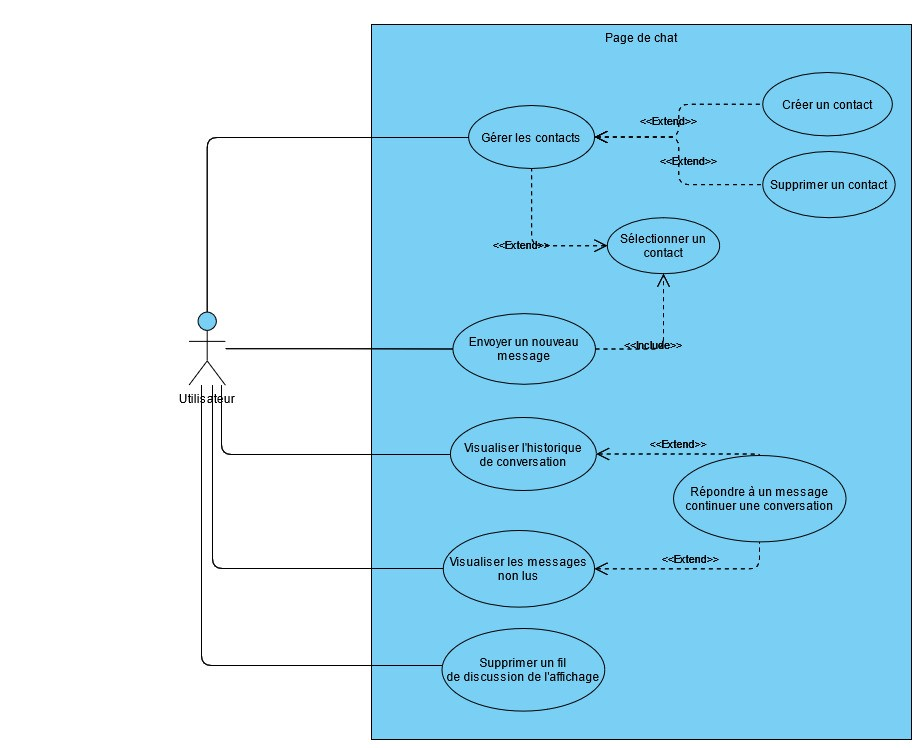 Page de chat
Créer un contact
<<Extend>>
Gérer les contacts
<<Extend>>
Supprimer un contact
Sélectionner un
contact
<<Extend>>
Envoyer un nouveau
message
<<Include>>
Utilisateur
Visualiser l'historique
de conversation
<<Extend>>
Répondre à un message
continuer une conversation
Visualiser les messages
non lus
<<Extend>>
Supprimer un fil
de discussion de l'affichage